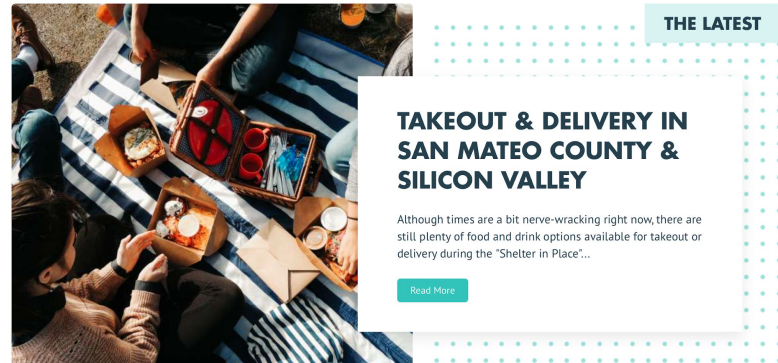 THE LATEST
TAKEOUT & DELIVERY IN
SAN MATEO COUNTY &
SILICON VALLEY
Although times are a bit nerve-wracking right now, there are
still plenty of food and drink options available for takeout or
delivery during the "Shelter in Place"...
Read More